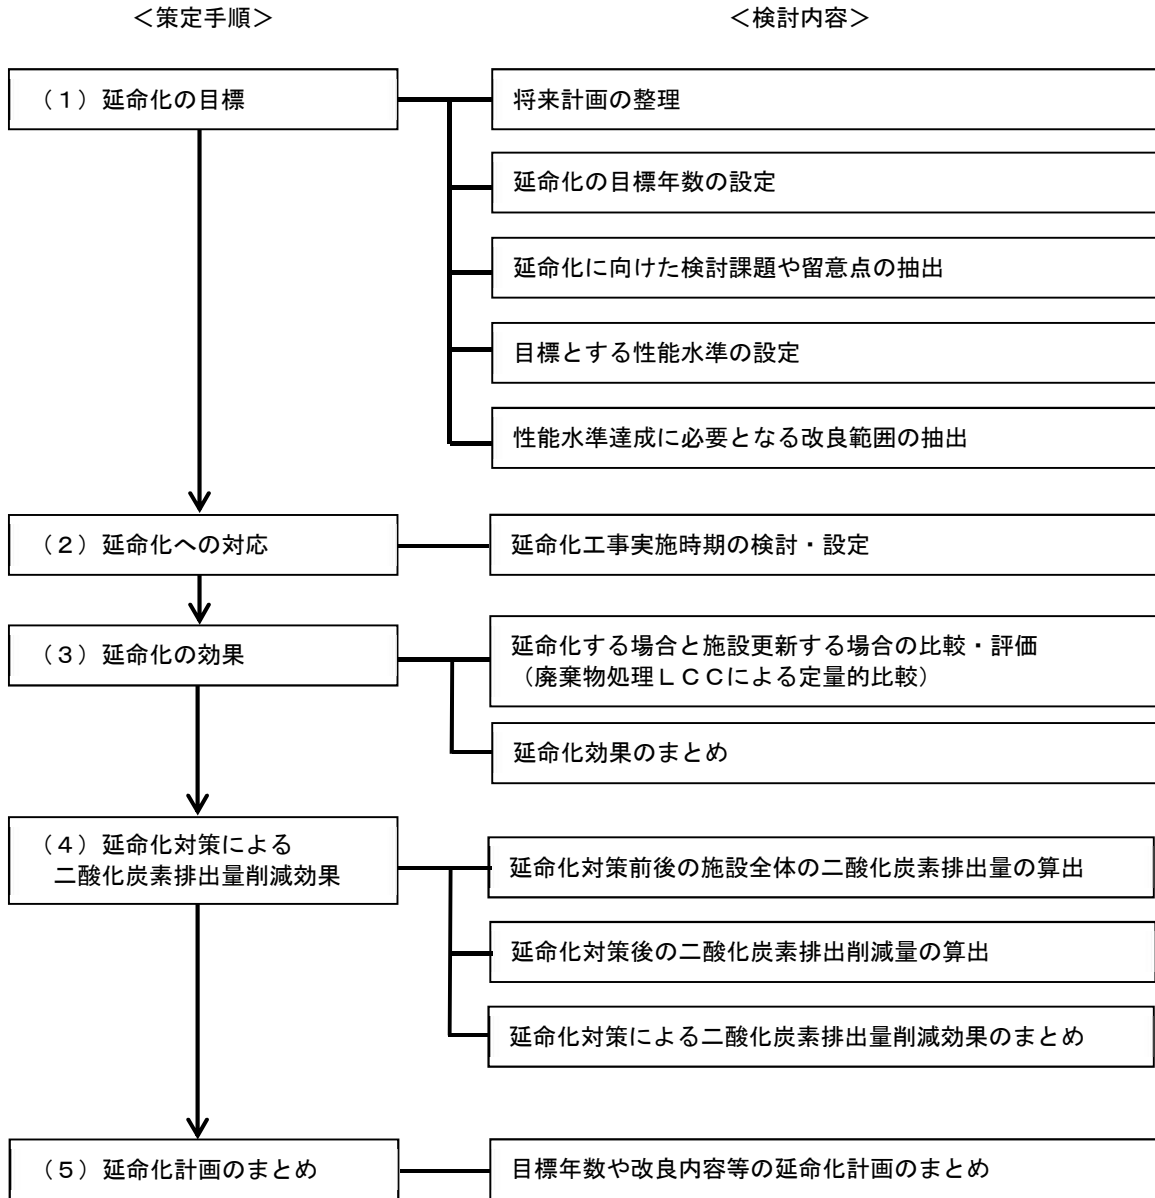 ＜策定手順＞
＜検討内容＞
（１）延命化の目標
将来計画の整理
延命化の目標年数の設定
延命化に向けた検討課題や留意点の抽出
目標とする性能水準の設定
性能水準達成に必要となる改良範囲の抽出
（２）延命化への対応
延命化工事実施時期の検討・設定
（３）延命化の効果
延命化する場合と施設更新する場合の比較・評価
（廃棄物処理ＬＣＣによる定量的比較）
延命化効果のまとめ
（４）延命化対策による
二酸化炭素排出量削減効果
延命化対策前後の施設全体の二酸化炭素排出量の算出
延命化対策後の二酸化炭素排出削減量の算出
延命化対策による二酸化炭素排出量削減効果のまとめ
（５）延命化計画のまとめ
目標年数や改良内容等の延命化計画のまとめ